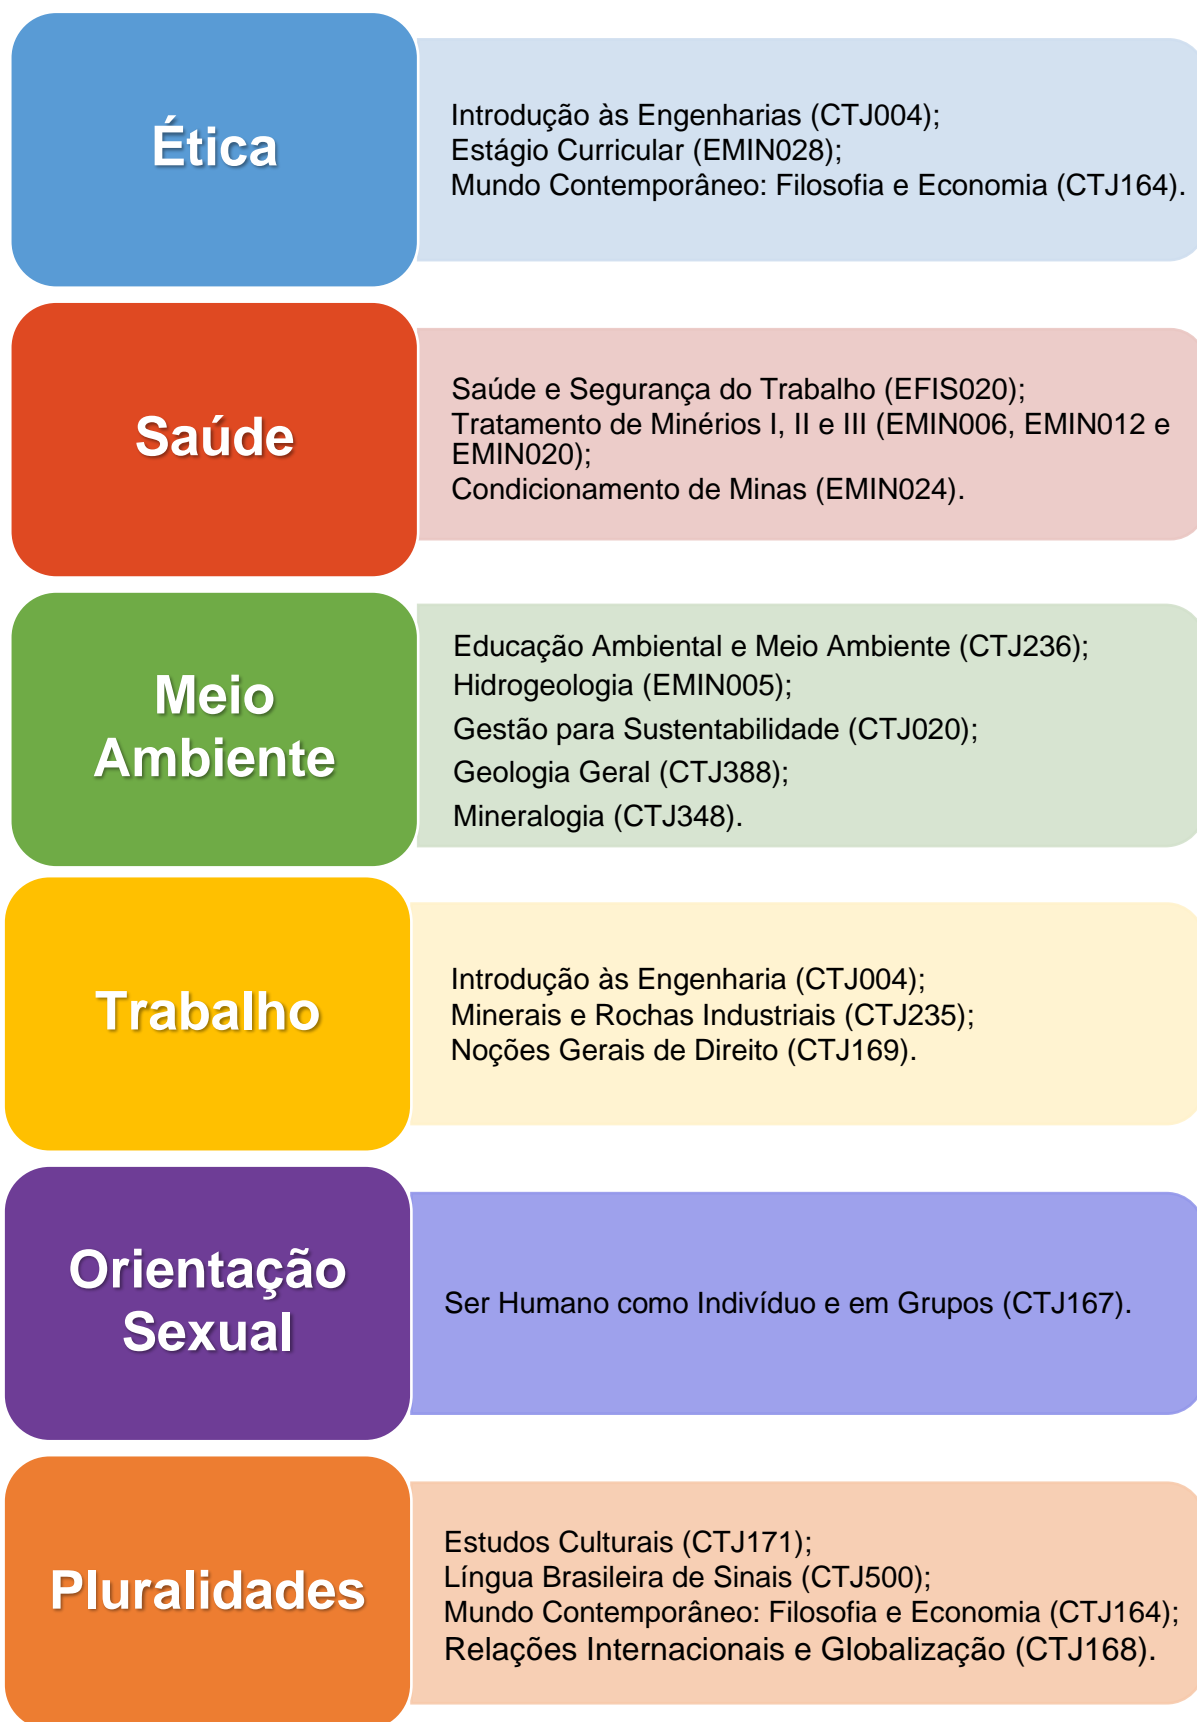 Ética
Introdução às Engenharias (CTJ004);
Estágio Curricular (EMIN028);
Mundo Contemporâneo: Filosofia e Economia (CTJ164).
Saúde
Saúde e Segurança do Trabalho (EFIS020);
Tratamento de Minérios I, II e III (EMIN006, EMIN012 e
EMIN020);
Condicionamento de Minas (EMIN024).
Meio
Ambiente
Educação Ambiental e Meio Ambiente (CTJ236);
Hidrogeologia (EMIN005);
Gestão para Sustentabilidade (CTJ020);
Geologia Geral (CTJ388);
Mineralogia (CTJ348).
Trabalho
Introdução às Engenharia (CTJ004);
Minerais e Rochas Industriais (CTJ235);
Noções Gerais de Direito (CTJ169).
Orientação
Sexual
Ser Humano como Indivíduo e em Grupos (CTJ167).
Pluralidades
Estudos Culturais (CTJ171);
Língua Brasileira de Sinais (CTJ500);
Mundo Contemporâneo: Filosofia e Economia (CTJ164);
Relações Internacionais e Globalização (CTJ168).